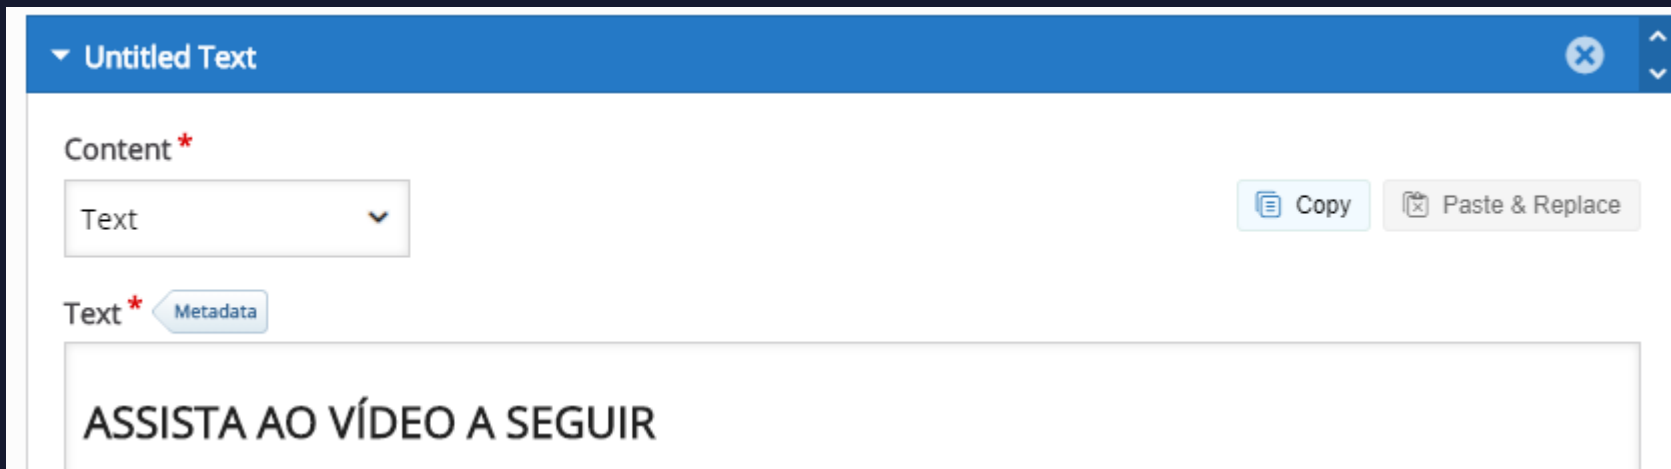 Untitled Text
Content *
Text
Copy
Paste & Replace
Text * Metadata
ASSISTA AO VÍDEO A SEGUIR